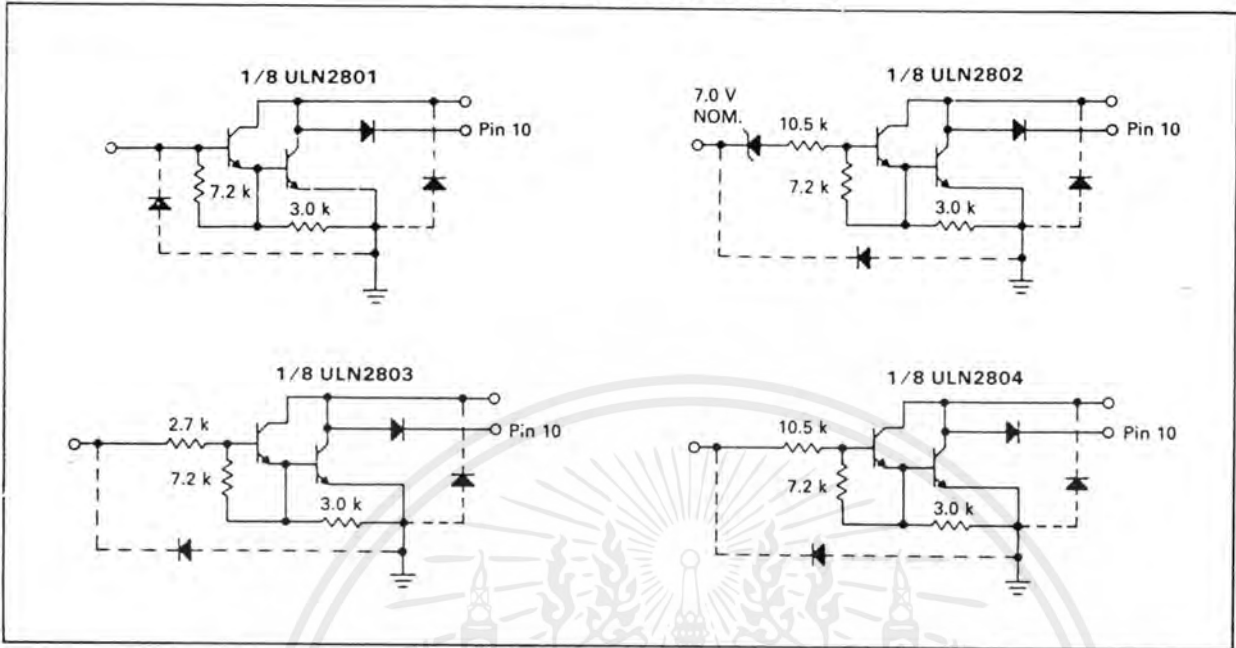 1/8 ULN2801
Pin 10
7.2 k
3.0 k
1/8 ULN2802
7.0 V
NOM.
10.5 k
Pin 10
7.2 k
3.0 k
1/8 ULN2803
2.7 k
Pin 10
7.2 k
3.0 k
1/8 ULN2804
10.5 k
Pin 10
7.2 k
3.0 k